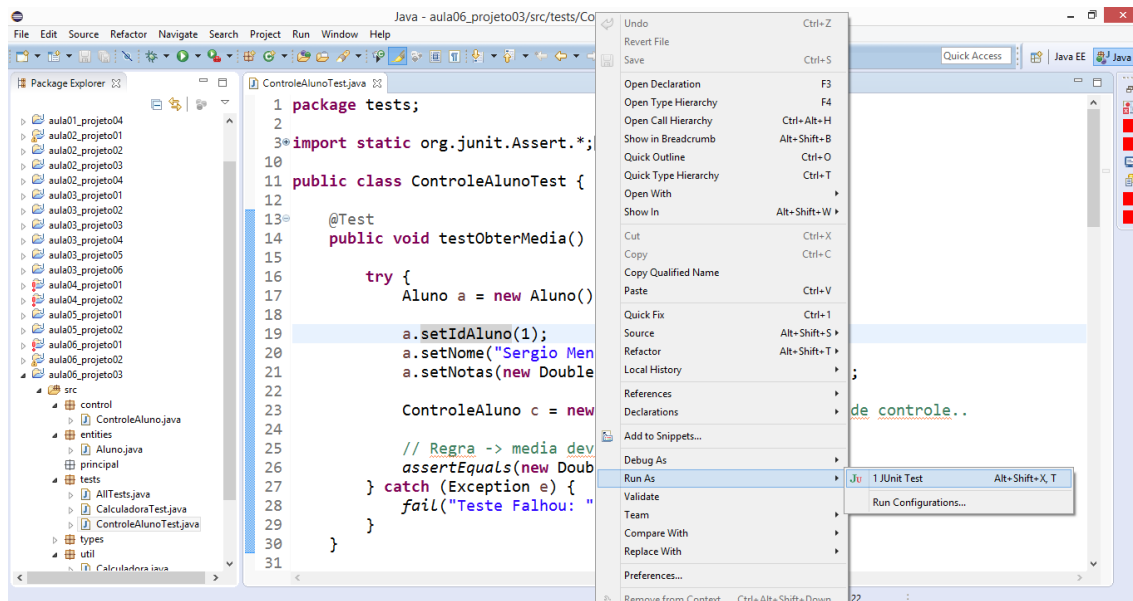 Java - aula06_projeto03/src/tests/Co
File Edit Source Refactor Navigate Search Project Run Window Help
Quick Access Java EE Java
Package Explorer
aula01_projeto04
aula02_projeto01
aula02_projeto02
aula02_projeto03
aula02_projeto04
aula03_projeto01
aula03_projeto02
aula03_projeto03
aula03_projeto04
aula03_projeto05
aula03_projeto06
aula04_projeto01
aula04_projeto02
aula05_projeto01
aula05_projeto02
aula06_projeto01
aula06_projeto02
aula06_projeto03
src
control
ControleAluno.java
entities
Aluno.java
principal
tests
AllTests.java
CalculadoraTest.java
ControleAlunoTest.java
types
util
Calculadora.java
ControleAlunoTest.java
1 package tests;
2
3 import static org.junit.Assert.*;
10
11 public class ControleAlunoTest {
12
13 @Test
14 public void testObterMedia()
15
16 try {
17 Aluno a = new Aluno()
18
19 a.setIdAluno(1);
20 a.setNome("Sergio Men
21 a.setNotas(new Double ;
22
23 ControleAluno c = new de controle..
24
25 // Regra -> media dev
26 assertEquals(new Doub
27 } catch (Exception e) {
28 fail("Teste Falhou: "
29 }
30 }
31
Undo Ctrl+Z
Revert File
Save Ctrl+S
Open Declaration F3
Open Type Hierarchy F4
Open Call Hierarchy Ctrl+Alt+H
Show in Breadcrumb Alt+Shift+B
Quick Outline Ctrl+O
Quick Type Hierarchy Ctrl+T
Open With
Show In Alt+Shift+W
Cut Ctrl+X
Copy Ctrl+C
Copy Qualified Name
Paste Ctrl+V
Quick Fix Ctrl+1
Source Alt+Shift+S
Refactor Alt+Shift+T
Local History
References
Declarations
Add to Snippets...
Debug As
Run As
Validate
Team
Compare With
Replace With
Preferences...
Remove from Context Ctrl+Alt+Shift+Down
Ju 1 JUnit Test Alt+Shift+X, T
Run Configurations...
22